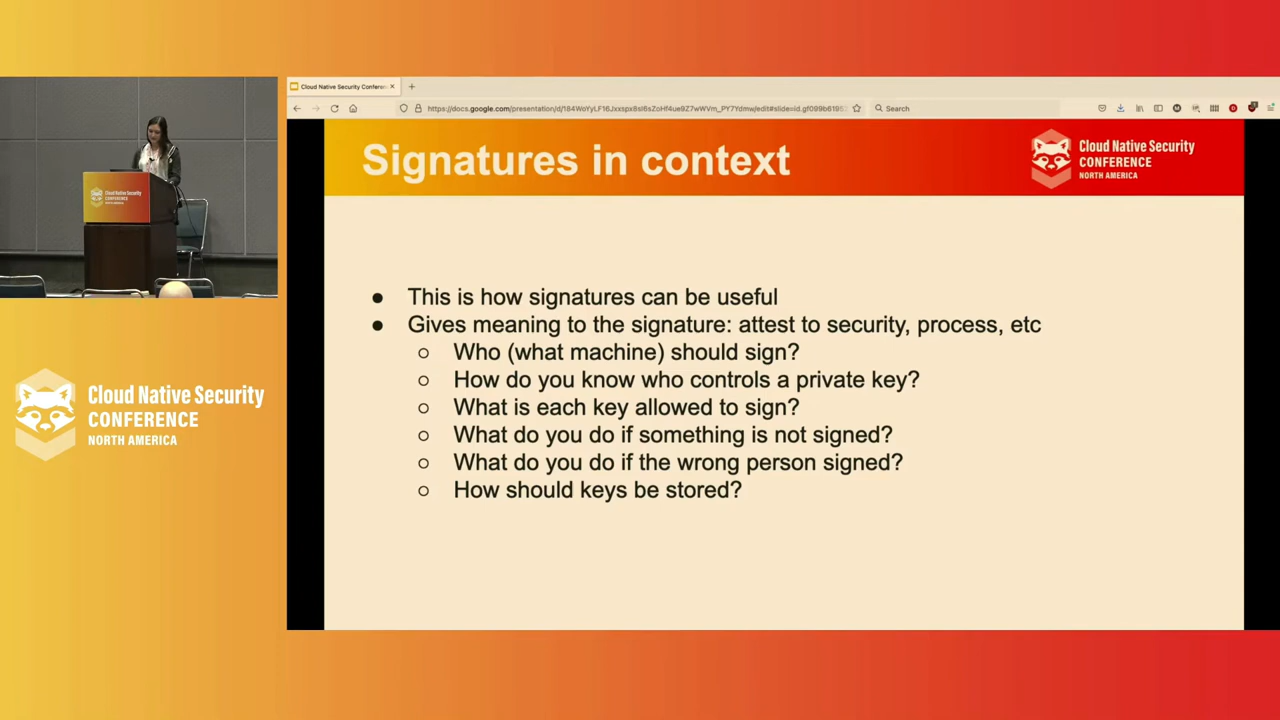 Cloud Native Security Conferen
Search
Signatures in context
Cloud Native Security
CONFERENCE
NORTH AMERICA
This is how signatures can be useful
Gives meaning to the signature: attest to security, process, etc
Who (what machine) should sign?
How do you know who controls a private key?
What is each key allowed to sign?
What do you do if something is not signed?
What do you do if the wrong person signed?
How should keys be stored?
Cloud Native Security
CONFERENCE
NORTH AMERICA
Cloud Native Security
CONFERENCE